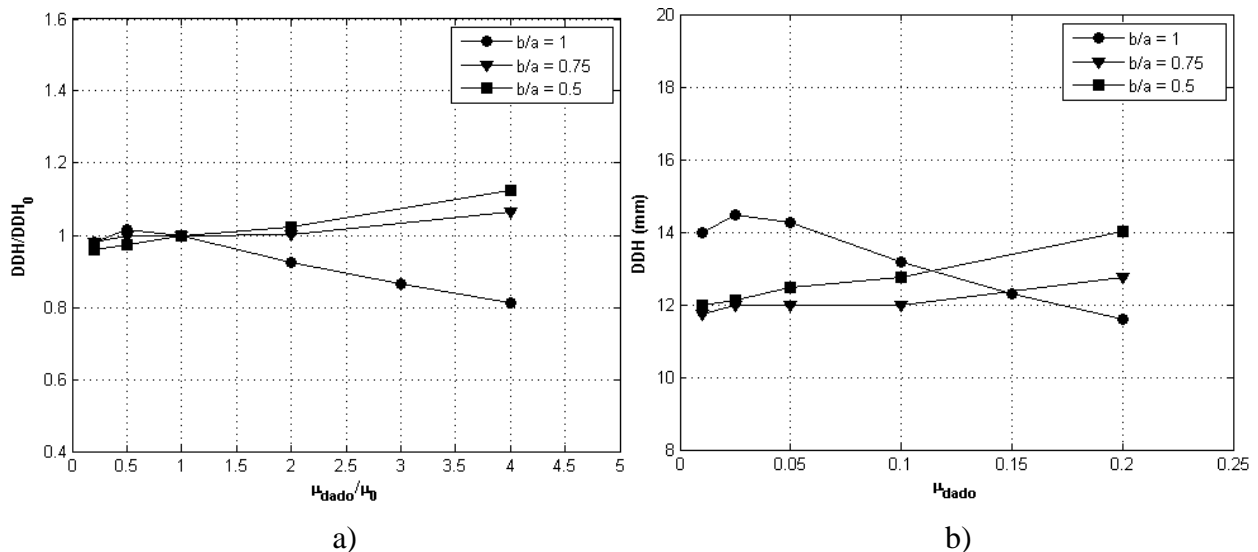 1.6
1.4
1.2
1
0.8
0.6
0.4
DDH/DDH0
0 0.5 1 1.5 2 2.5 3 3.5 4 4.5 5
μdado/μ0
b/a = 1
b/a = 0.75
b/a = 0.5
a)
20
18
16
14
12
10
8
DDH (mm)
0 0.05 0.1 0.15 0.2 0.25
μdado
b/a = 1
b/a = 0.75
b/a = 0.5
b)